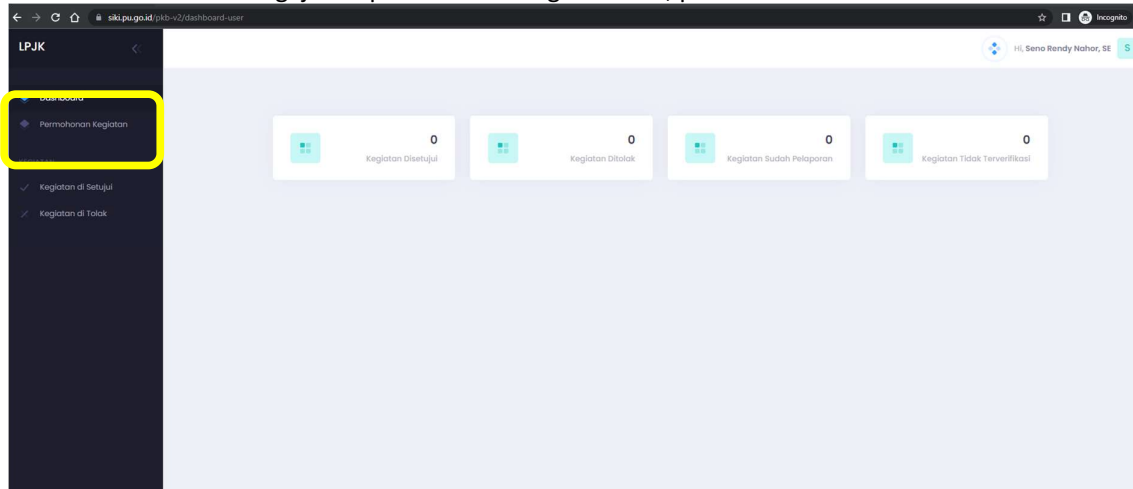 siki.pu.go.id/pkb-v2/dashboard-user
Incognito
LPJK
Hi, Seno Rendy Nahor, SE
S
Dashboard
Permohonan Kegiatan
Kegiatan di Setujui
Kegiatan di Tolak
0
Kegiatan Disetujui
0
Kegiatan Ditolak
0
Kegiatan Sudah Pelaporan
0
Kegiatan Tidak Terverifikasi